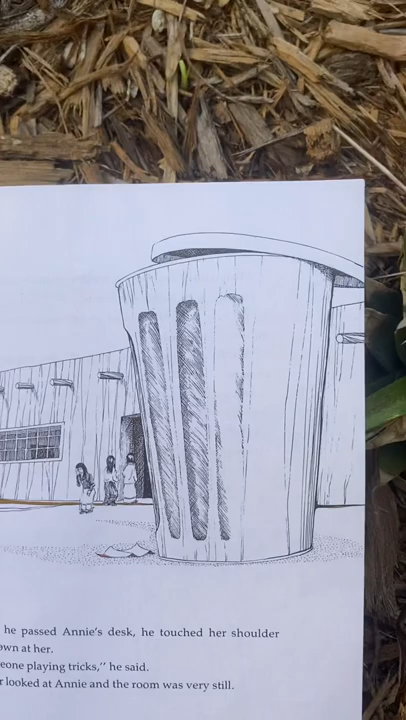 he passed Annie's desk, he touched her shoulder
own at her.
eone playing tricks,'' he said.
r looked at Annie and the room was very still.